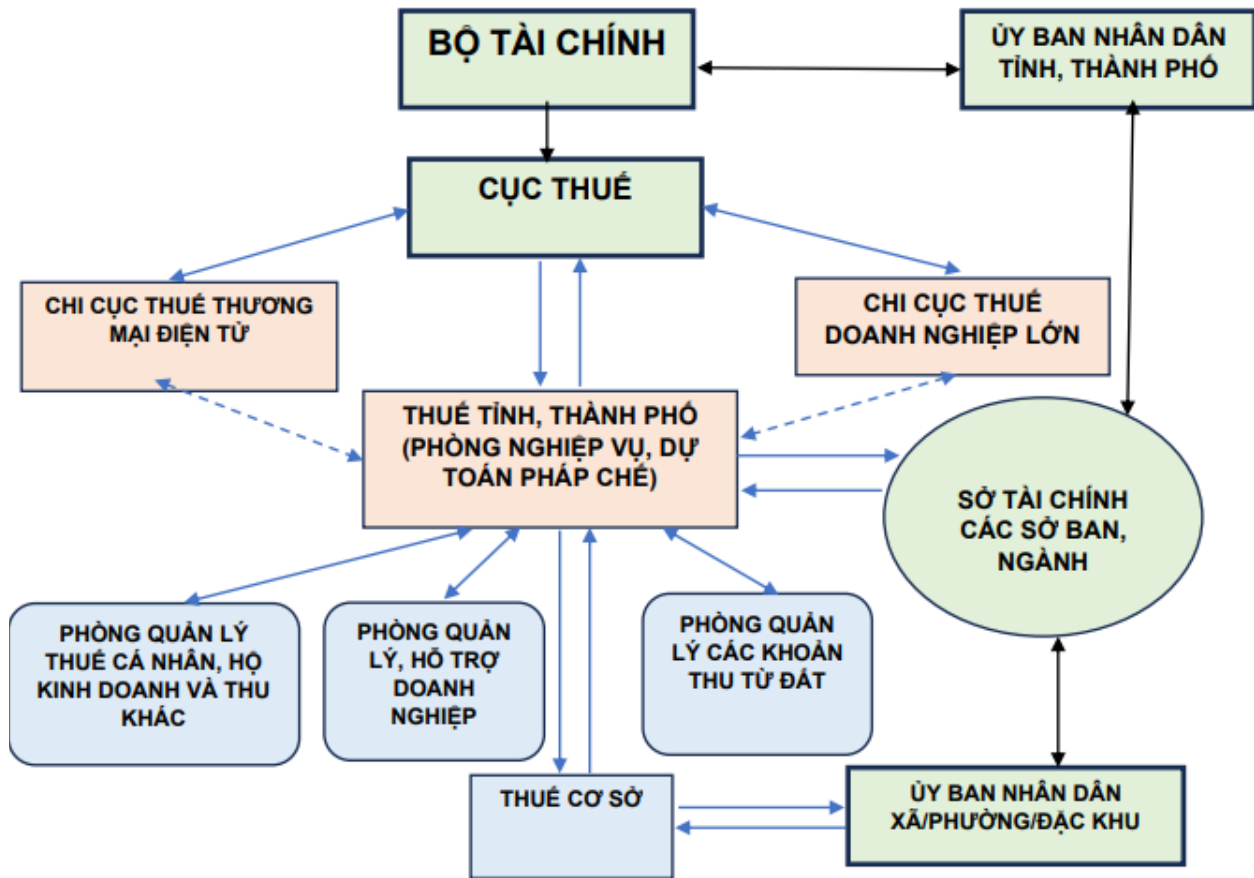 BỘ TÀI CHÍNH
ỦY BAN NHÂN DÂN
TỈNH, THÀNH PHỐ
CỤC THUẾ
CHI CỤC THUẾ THƯƠNG
MẠI ĐIỆN TỬ
CHI CỤC THUẾ
DOANH NGHIỆP LỚN
THUẾ TỈNH, THÀNH PHỐ
(PHÒNG NGHIỆP VỤ, DỰ
TOÁN PHÁP CHẾ)
SỞ TÀI CHÍNH
CÁC SỞ BAN,
NGÀNH
PHÒNG QUẢN LÝ
THUẾ CÁ NHÂN, HỘ
KINH DOANH VÀ THU
KHÁC
PHÒNG QUẢN
LÝ, HỖ TRỢ
DOANH
NGHIỆP
PHÒNG QUẢN
LÝ CÁC KHOẢN
THU TỪ ĐẤT
THUẾ CƠ SỞ
ỦY BAN NHÂN DÂN
XÃ/PHƯỜNG/ĐẶC KHU